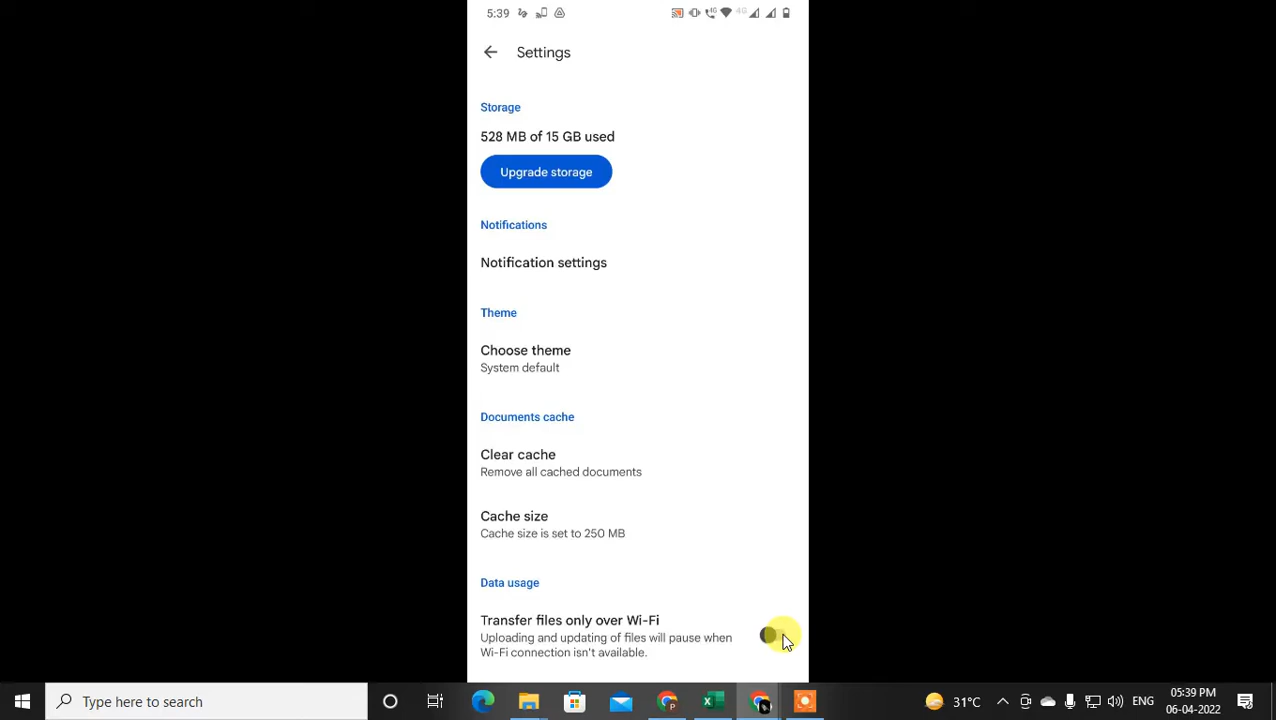 5:39
4G
4G
Settings
Storage
528 MB of 15 GB used
Upgrade storage
Notifications
Notification settings
Theme
Choose theme
System default
Documents cache
Clear cache
Remove all cached documents
Cache size
Cache size is set to 250 MB
Data usage
Transfer files only over Wi-Fi
Uploading and updating of files will pause when
Wi-Fi connection isn't available.
Type here to search
P
31°C
ENG
05:39 PM
06-04-2022